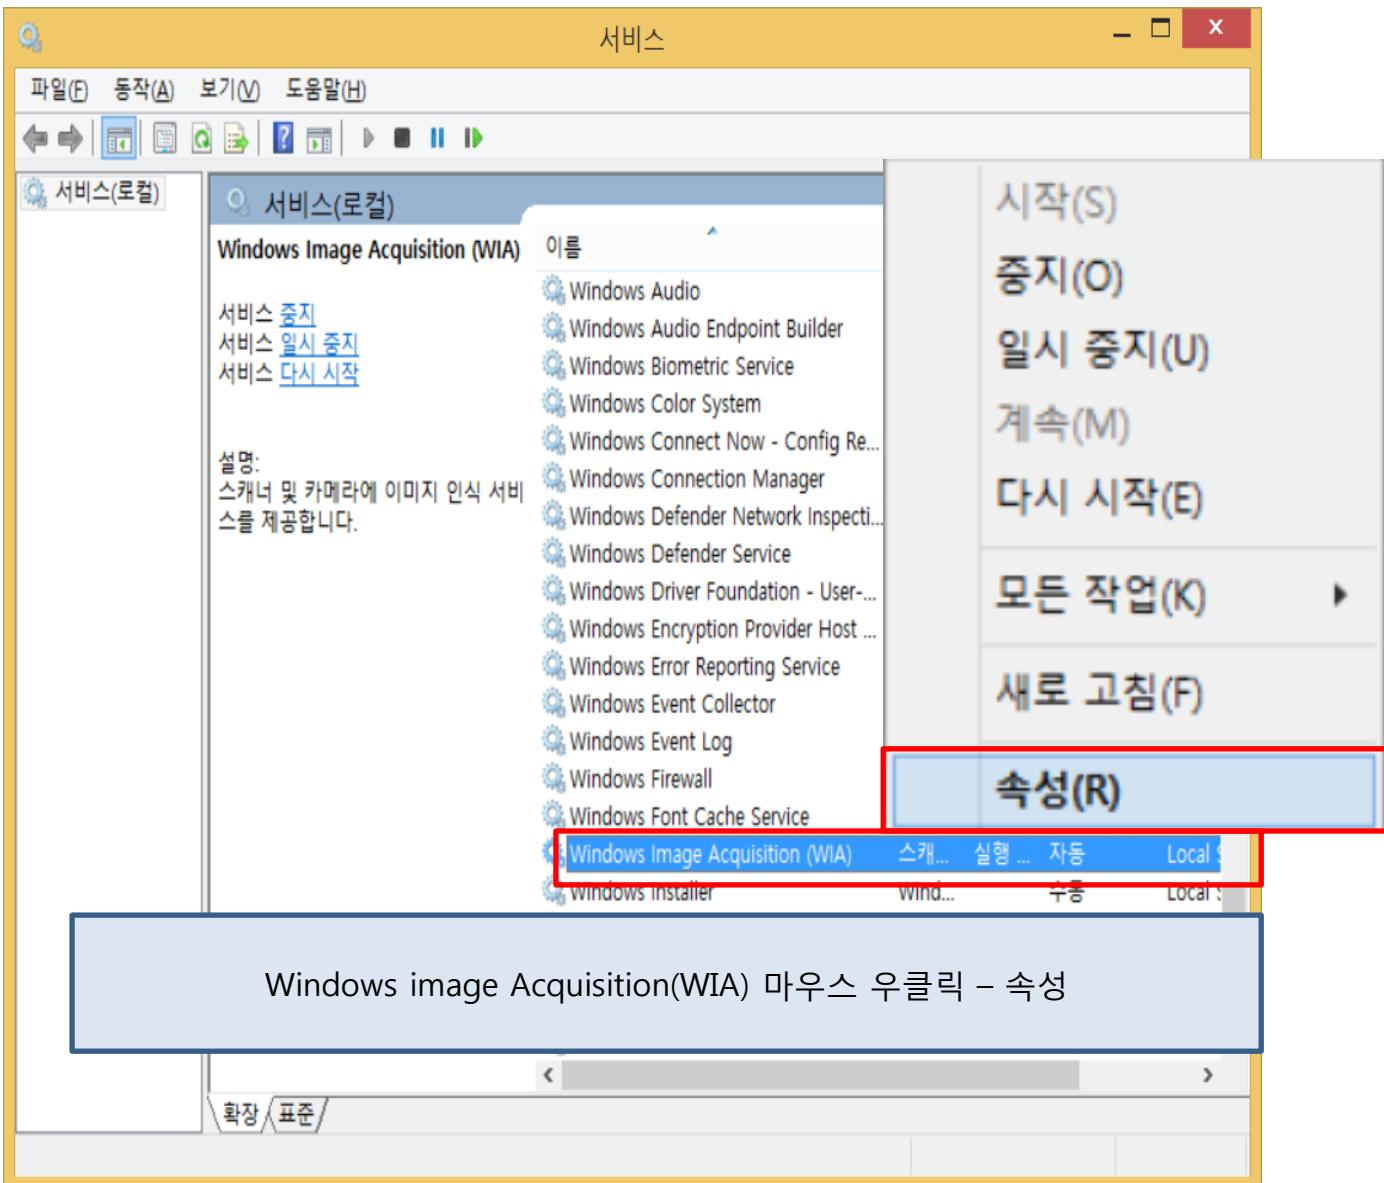 서비스
파일(F) 동작(A) 보기(V) 도움말(H)
서비스(로컬)
서비스(로컬)
Windows Image Acquisition (WIA)
서비스 중지
서비스 일시 중지
서비스 다시 시작
설명:
스캐너 및 카메라에 이미지 인식 서비
스를 제공합니다.
이름
Windows Audio
Windows Audio Endpoint Builder
Windows Biometric Service
Windows Color System
Windows Connect Now - Config Re...
Windows Connection Manager
Windows Defender Network Inspecti...
Windows Defender Service
Windows Driver Foundation - User-...
Windows Encryption Provider Host ...
Windows Error Reporting Service
Windows Event Collector
Windows Event Log
Windows Firewall
Windows Font Cache Service
Windows Image Acquisition (WIA) 스캐... 실행 ... 자동 Local
Windows Installer Wind... 수동 Local
시작(S)
중지(O)
일시 중지(U)
계속(M)
다시 시작(E)
모든 작업(K)
새로 고침(F)
속성(R)
Windows image Acquisition(WIA) 마우스 우클릭 – 속성
확장 표준